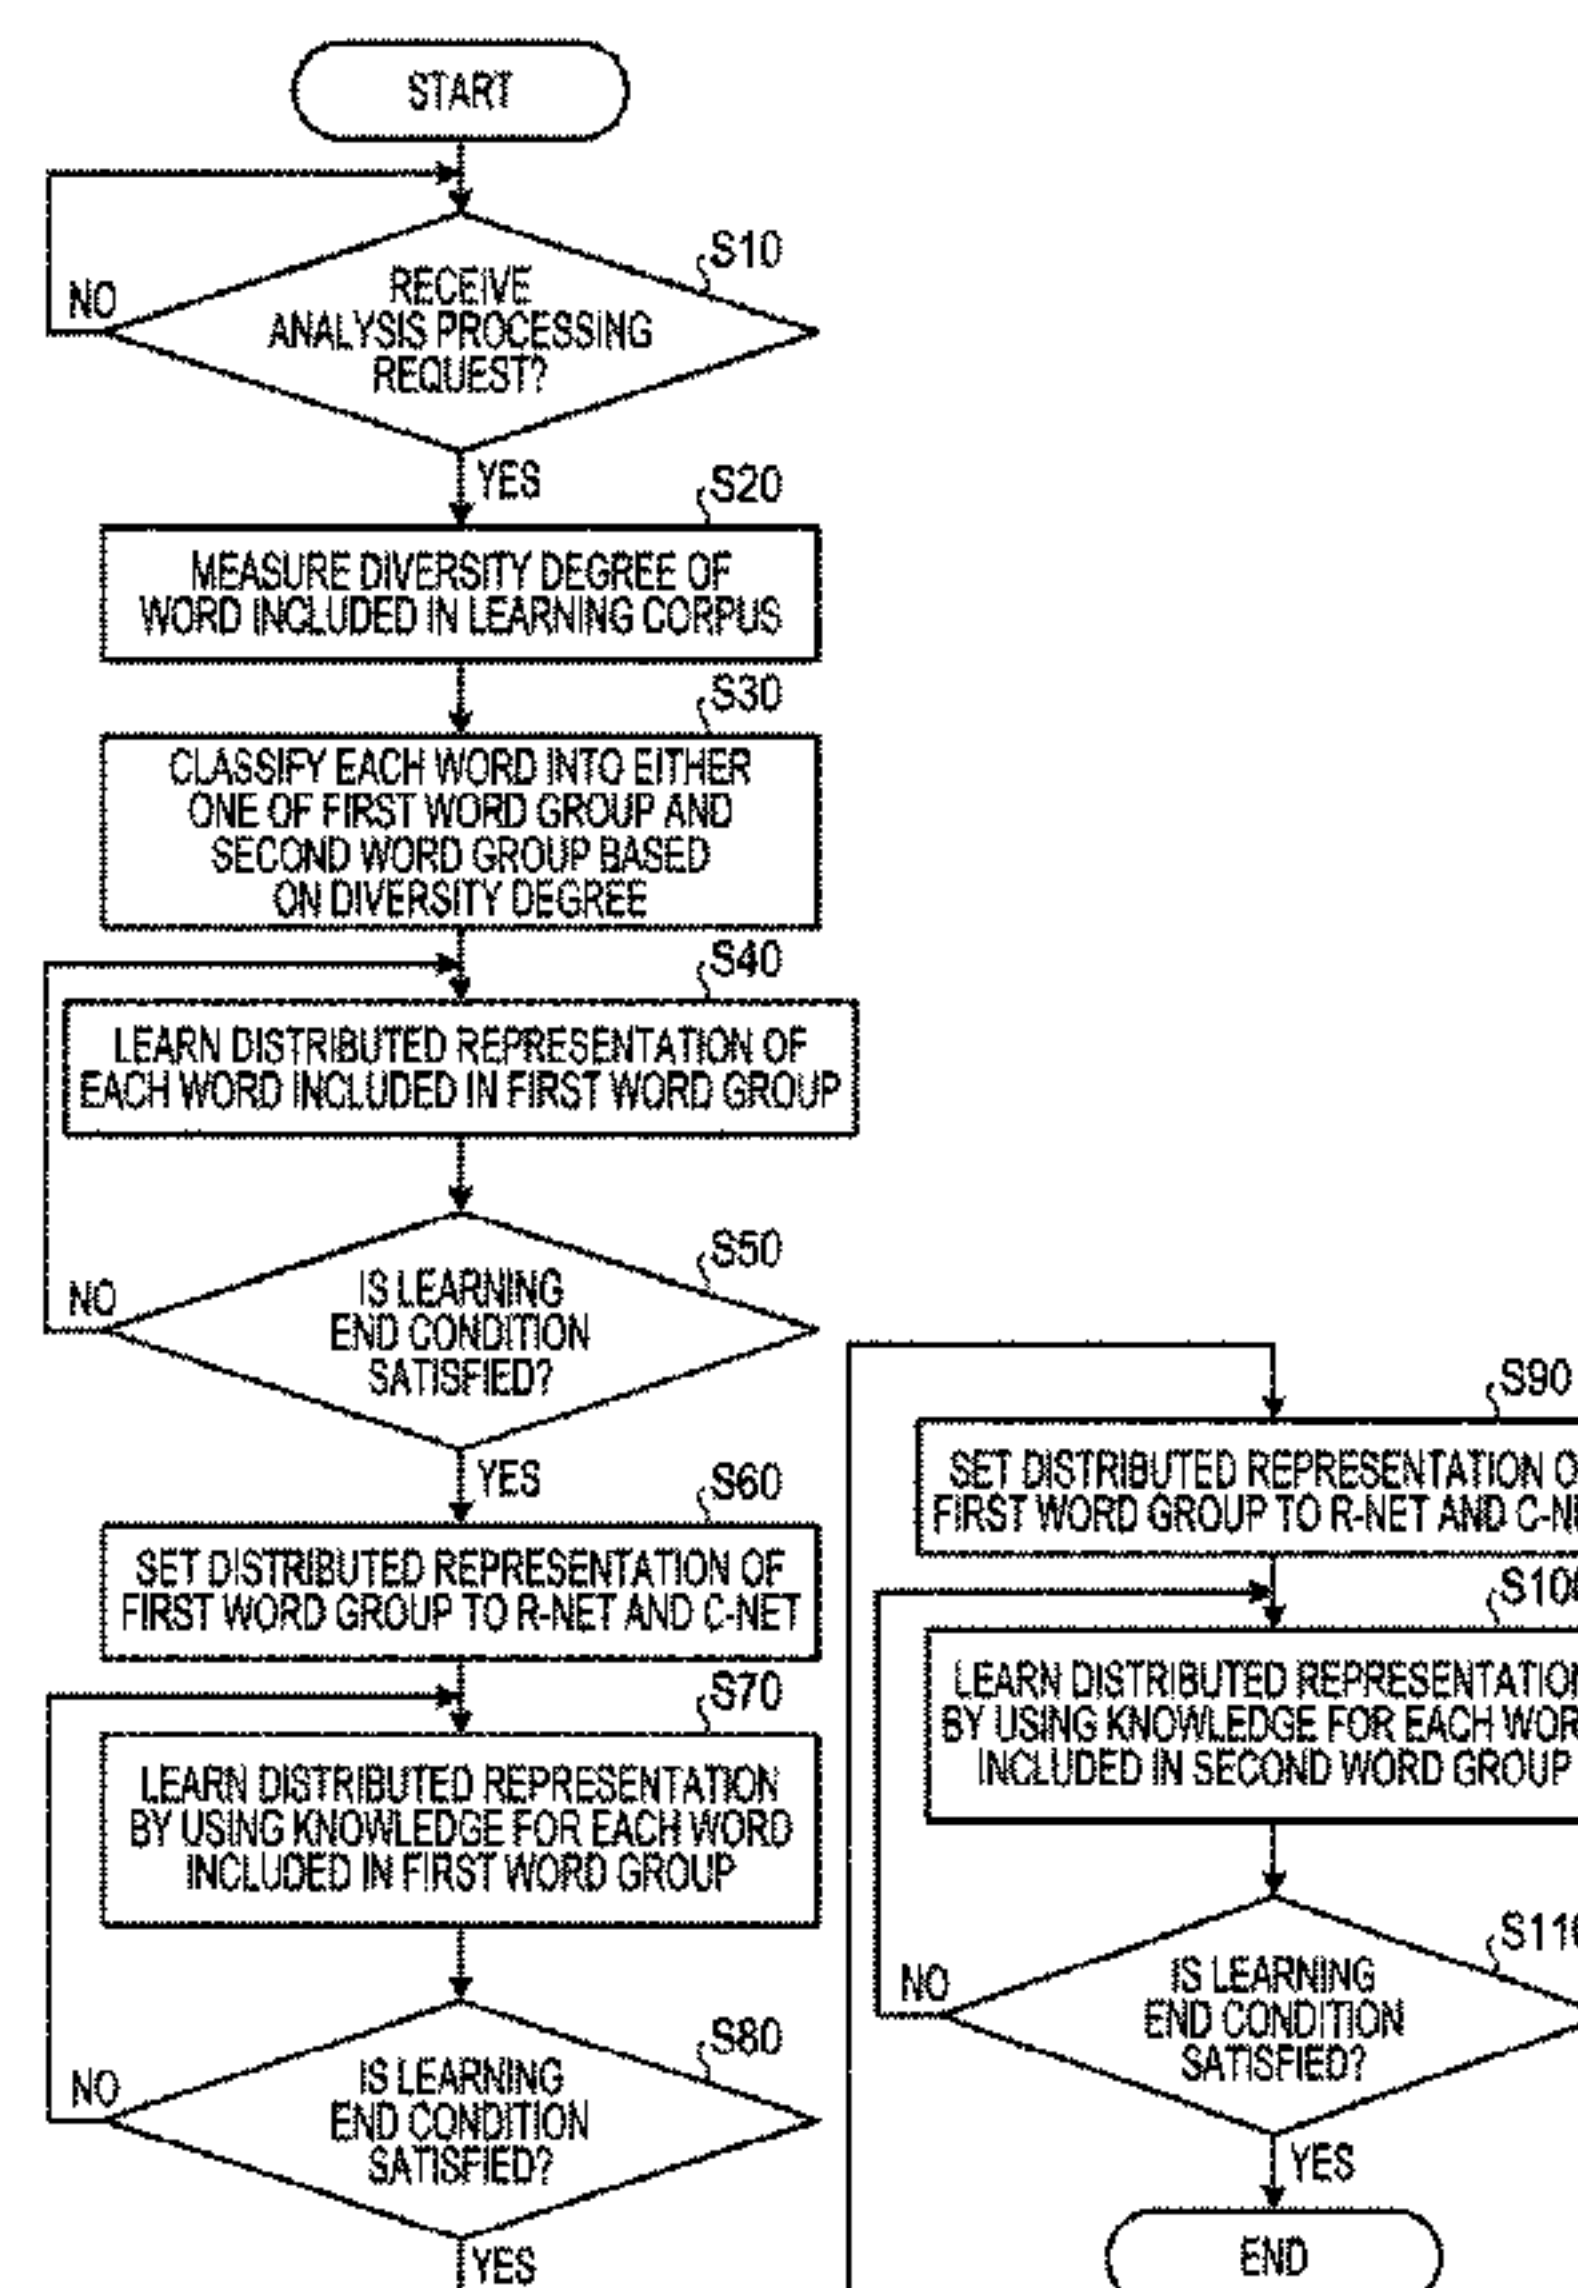 START
S10
NO
RECEIVE
ANALYSIS PROCESSING
REQUEST?
YES
S20
MEASURE DIVERSITY DEGREE OF
WORD INCLUDED IN LEARNING CORPUS
S30
CLASSIFY EACH WORD INTO EITHER
ONE OF FIRST WORD GROUP AND
SECOND WORD GROUP BASED
ON DIVERSITY DEGREE
S40
LEARN DISTRIBUTED REPRESENTATION OF
EACH WORD INCLUDED IN FIRST WORD GROUP
S50
NO
IS LEARNING
END CONDITION
SATISFIED?
YES
S60
SET DISTRIBUTED REPRESENTATION OF
FIRST WORD GROUP TO R-NET AND C-NET
S70
LEARN DISTRIBUTED REPRESENTATION
BY USING KNOWLEDGE FOR EACH WORD
INCLUDED IN FIRST WORD GROUP
S80
NO
IS LEARNING
END CONDITION
SATISFIED?
YES
S90
SET DISTRIBUTED REPRESENTATION
FIRST WORD GROUP TO R-NET AND
LEARN DISTRIBUTED
BY USING KNOWLEDGE FOR EACH
INCLUDED IN SECOND WORD GROUP
NO
IS LEARNING
END CONDITION
SATISFIED?
YES
END